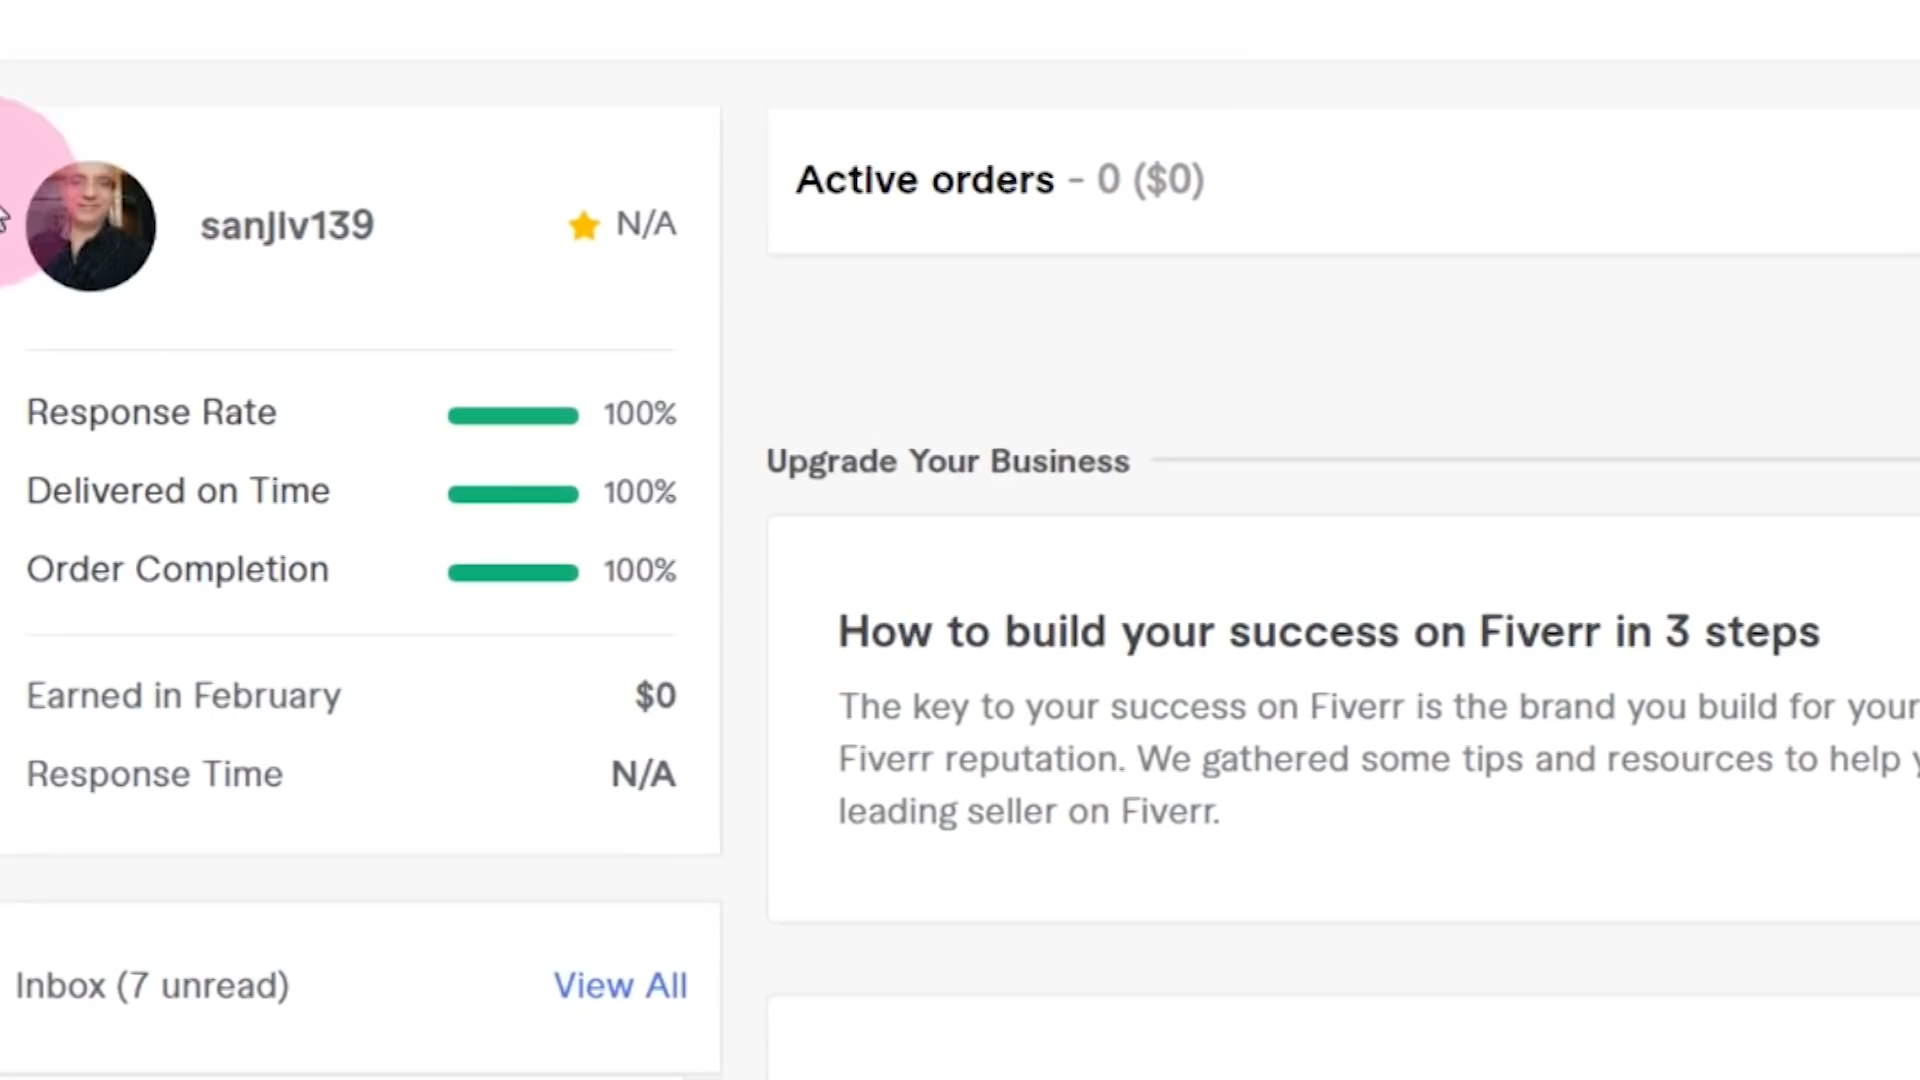 sanjiv139
N/A
Response Rate 100%
Delivered on Time 100%
Order Completion 100%
Earned in February $0
Response Time N/A
Inbox (7 unread) View All
Active orders - 0 ($0)
Upgrade Your Business
How to build your success on Fiverr in 3 steps
The key to your success on Fiverr is the brand you build for your
Fiverr reputation. We gathered some tips and resources to help
leading seller on Fiverr.